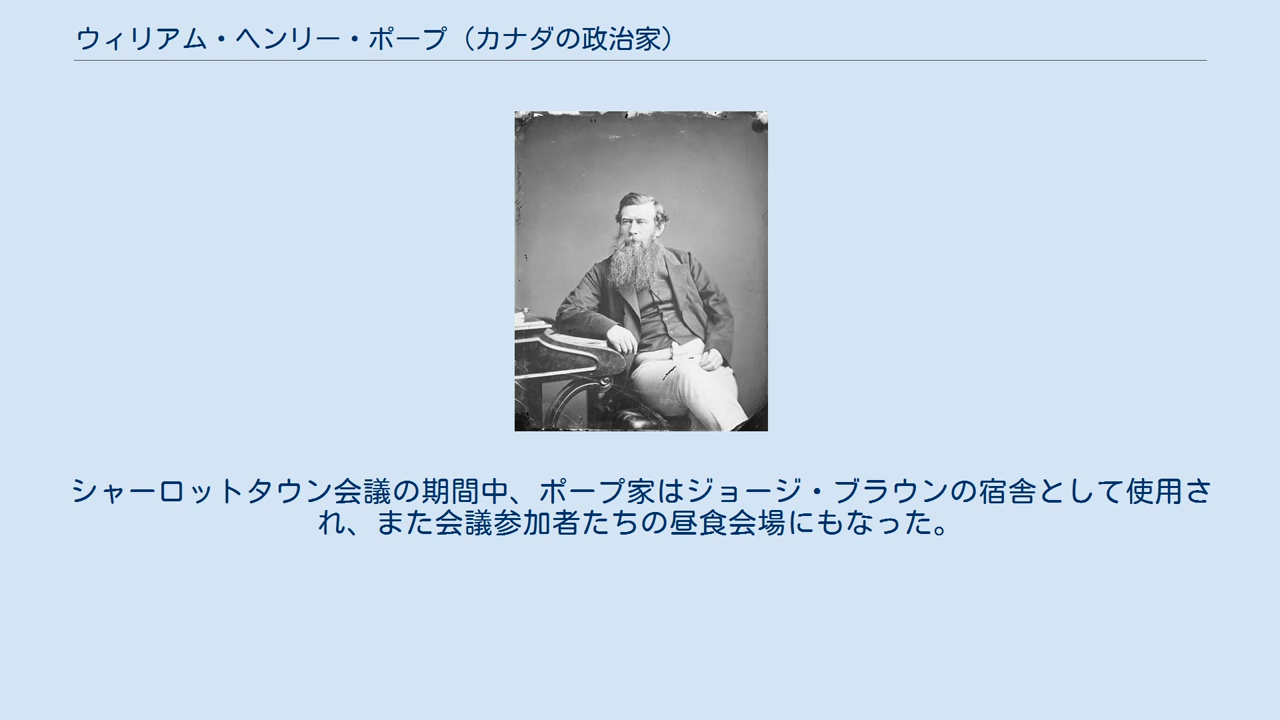 ウィリアム・ヘンリー・ポープ（カナダの政治家）
シャーロットタウン会議の期間中、ポープ家はジョージ・ブラウンの宿舎として使用さ
れ、また会議参加者たちの昼食会場にもなった。